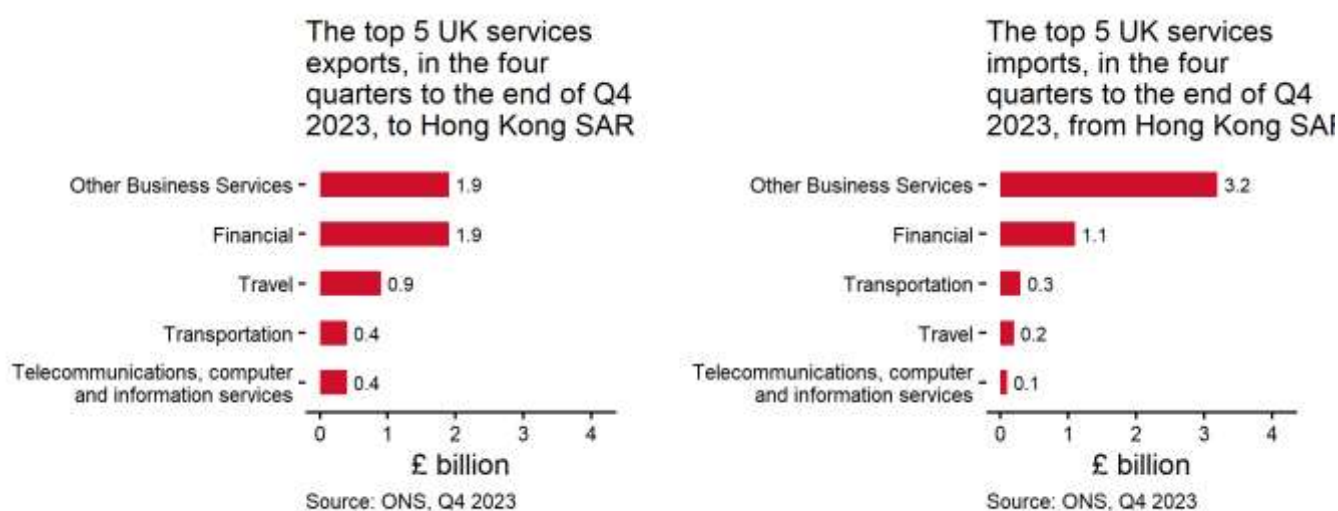 The top 5 UK services
exports, in the four
quarters to the end of Q4
2023, to Hong Kong SAR
Other Business Services
1.9
Financial
1.9
Travel
0.9
Transportation
0.4
Telecommunications, computer
and information services
0.4
0 1 2 3 4
£ billion
Source: ONS, Q4 2023
The top 5 UK services
imports, in the four
quarters to the end of Q4
2023, from Hong Kong SAR
Other Business Services
3.2
Financial
1.1
Transportation
0.3
Travel
0.2
Telecommunications, computer
and information services
0.1
0 1 2 3 4
£ billion
Source: ONS, Q4 2023